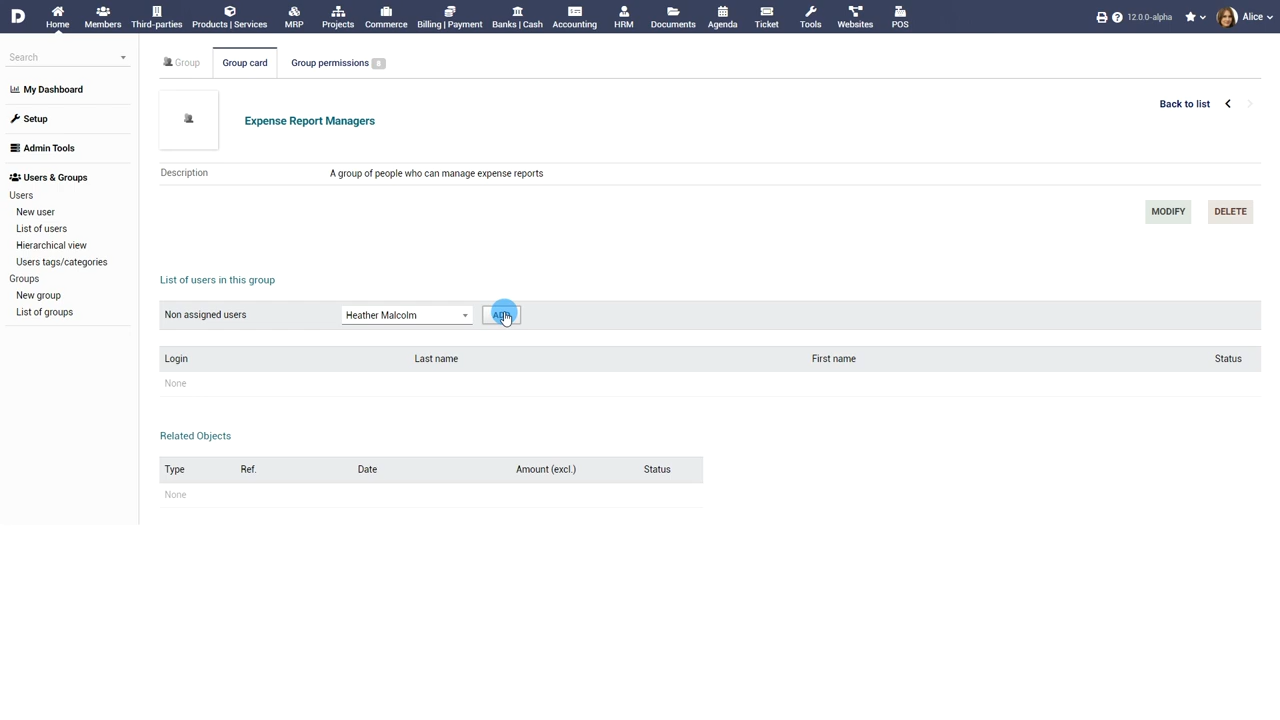 D Home Members Third-parties Products | Services MRP Projects Commerce Billing | Payment Banks | Cash Accounting HRM Documents Agenda Ticket Tools Websites POS 12.0.0-alpha Alice
Search
Group Group card Group permissions 8
My Dashboard
Back to list
Setup
Expense Report Managers
Admin Tools
Description A group of people who can manage expense reports
Users & Groups
Users
New user
MODIFY DELETE
List of users
Hierarchical view
Users tags/categories
Groups
List of users in this group
New group
List of groups
Non assigned users Heather Malcolm ADD
Login Last name First name Status
None
Related Objects
Type Ref. Date Amount (excl.) Status
None